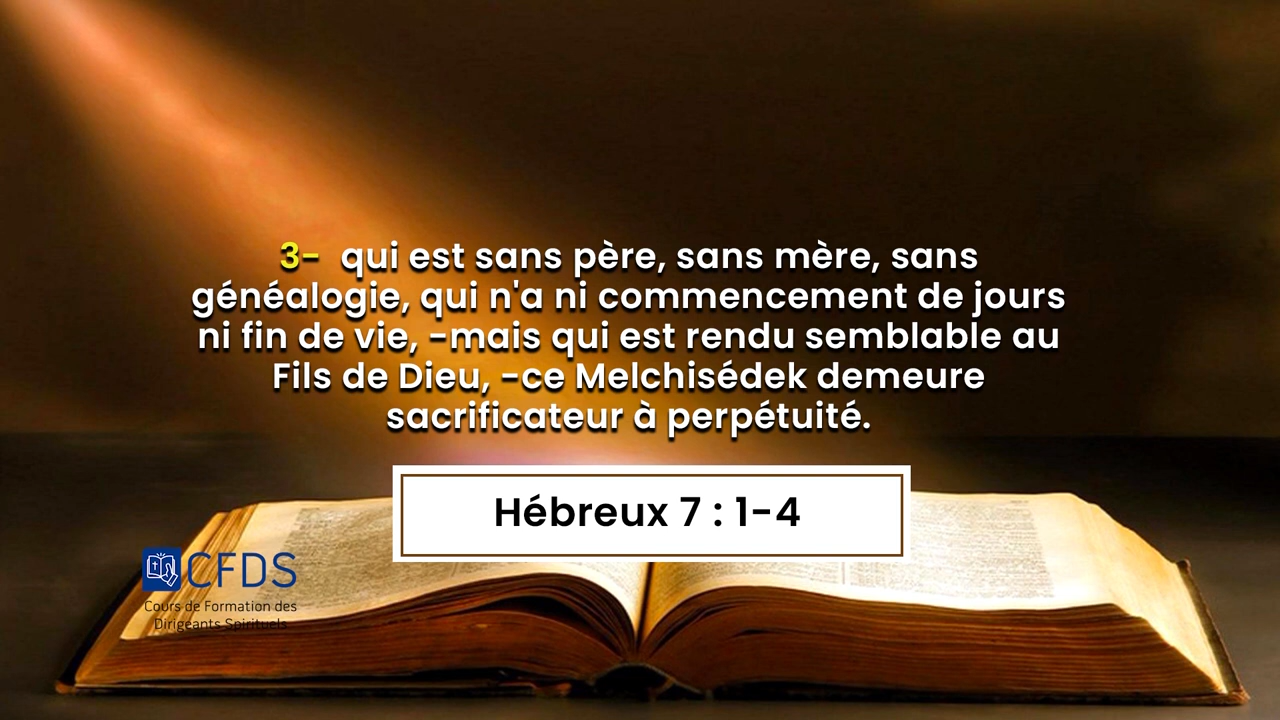 3- qui est sans père, sans mère, sans
généalogie, qui n'a ni commencement de jours
ni fin de vie, -mais qui est rendu semblable au
Fils de Dieu, -ce Melchisédek demeure
sacrificateur à perpétuité.
Hébreux 7 : 1-4
CFDS
Cours de Formation des
Dirigeants Spirituels